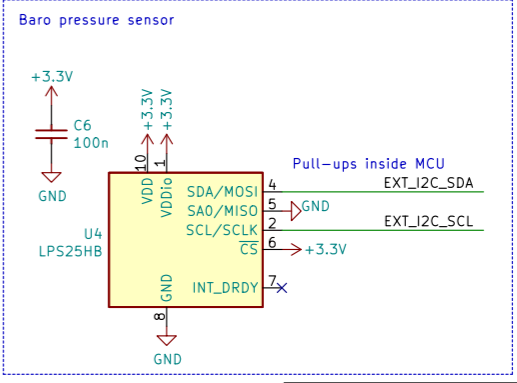 Baro pressure sensor
+3.3V
C6
100n
GND
+3.3V
+3.3V
10
1
VDD
VDDio
Pull-ups inside MCU
SDA/MOSI
4
EXT_I2C_SDA
SA0/MISO
5
GND
SCL/SCLK
2
EXT_I2C_SCL
CS
6
+3.3V
U4
LPS25HB
GND
INT_DRDY
7
8
GND